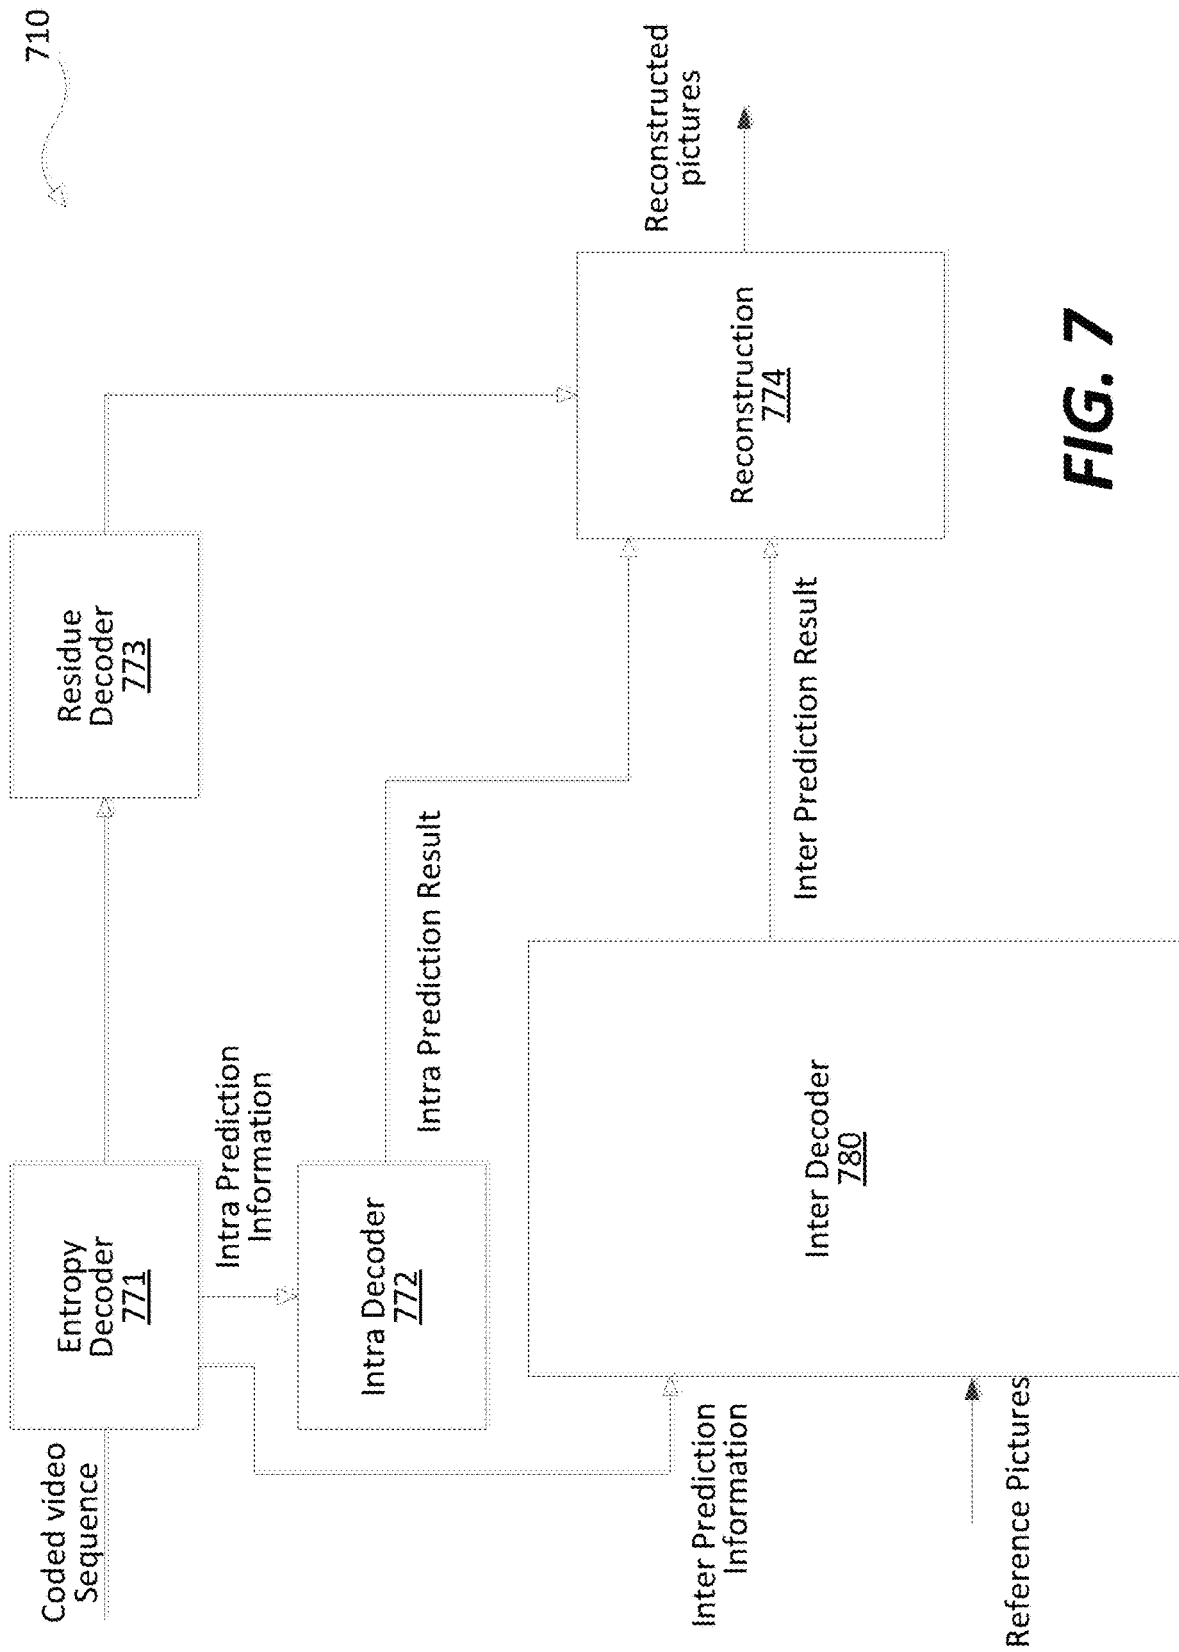 710
Coded video
Sequence
Entropy
Decoder
771
Residue
Decoder
773
Intra Prediction
Information
Intra Decoder
772
Intra Prediction Result
Inter Prediction
Information
Inter Decoder
780
Reference Pictures
Inter Prediction Result
Reconstruction
774
Reconstructed
pictures
FIG. 7